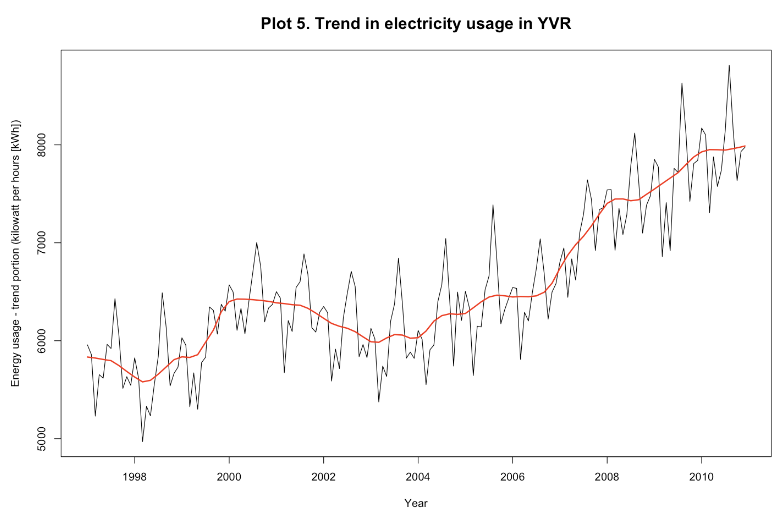 Plot 5. Trend in electricity usage in YVR
Energy usage - trend portion (kilowatt per hours [kWh])
8000
7000
6000
5000
1998 2000 2002 2004 2006 2008 2010
Year